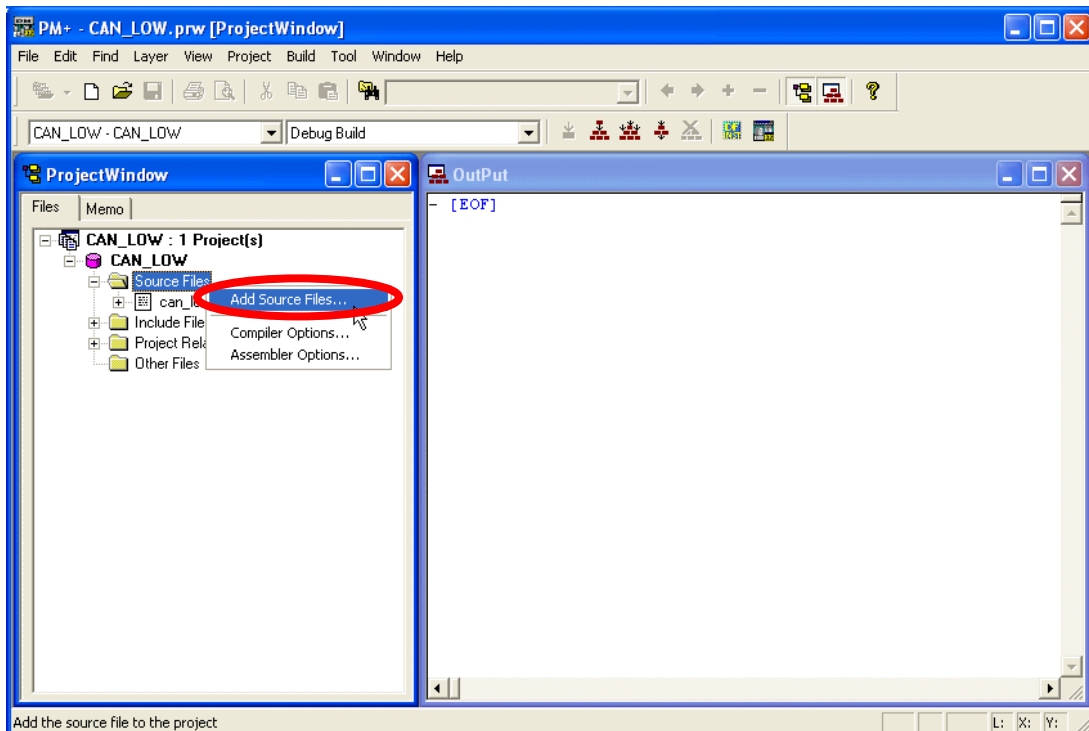 PM+ - CAN_LOW.prw [ProjectWindow]
File Edit Find Layer View Project Build Tool Window Help
CAN_LOW - CAN_LOW Debug Build
ProjectWindow
Files Memo
CAN_LOW : 1 Project(s)
CAN_LOW
Source Files
can_lo
Add Source Files...
Include File
Compiler Options...
Project Rela
Assembler Options...
Other Files
OutPut
[EOF]
Add the source file to the project
L: X: Y: